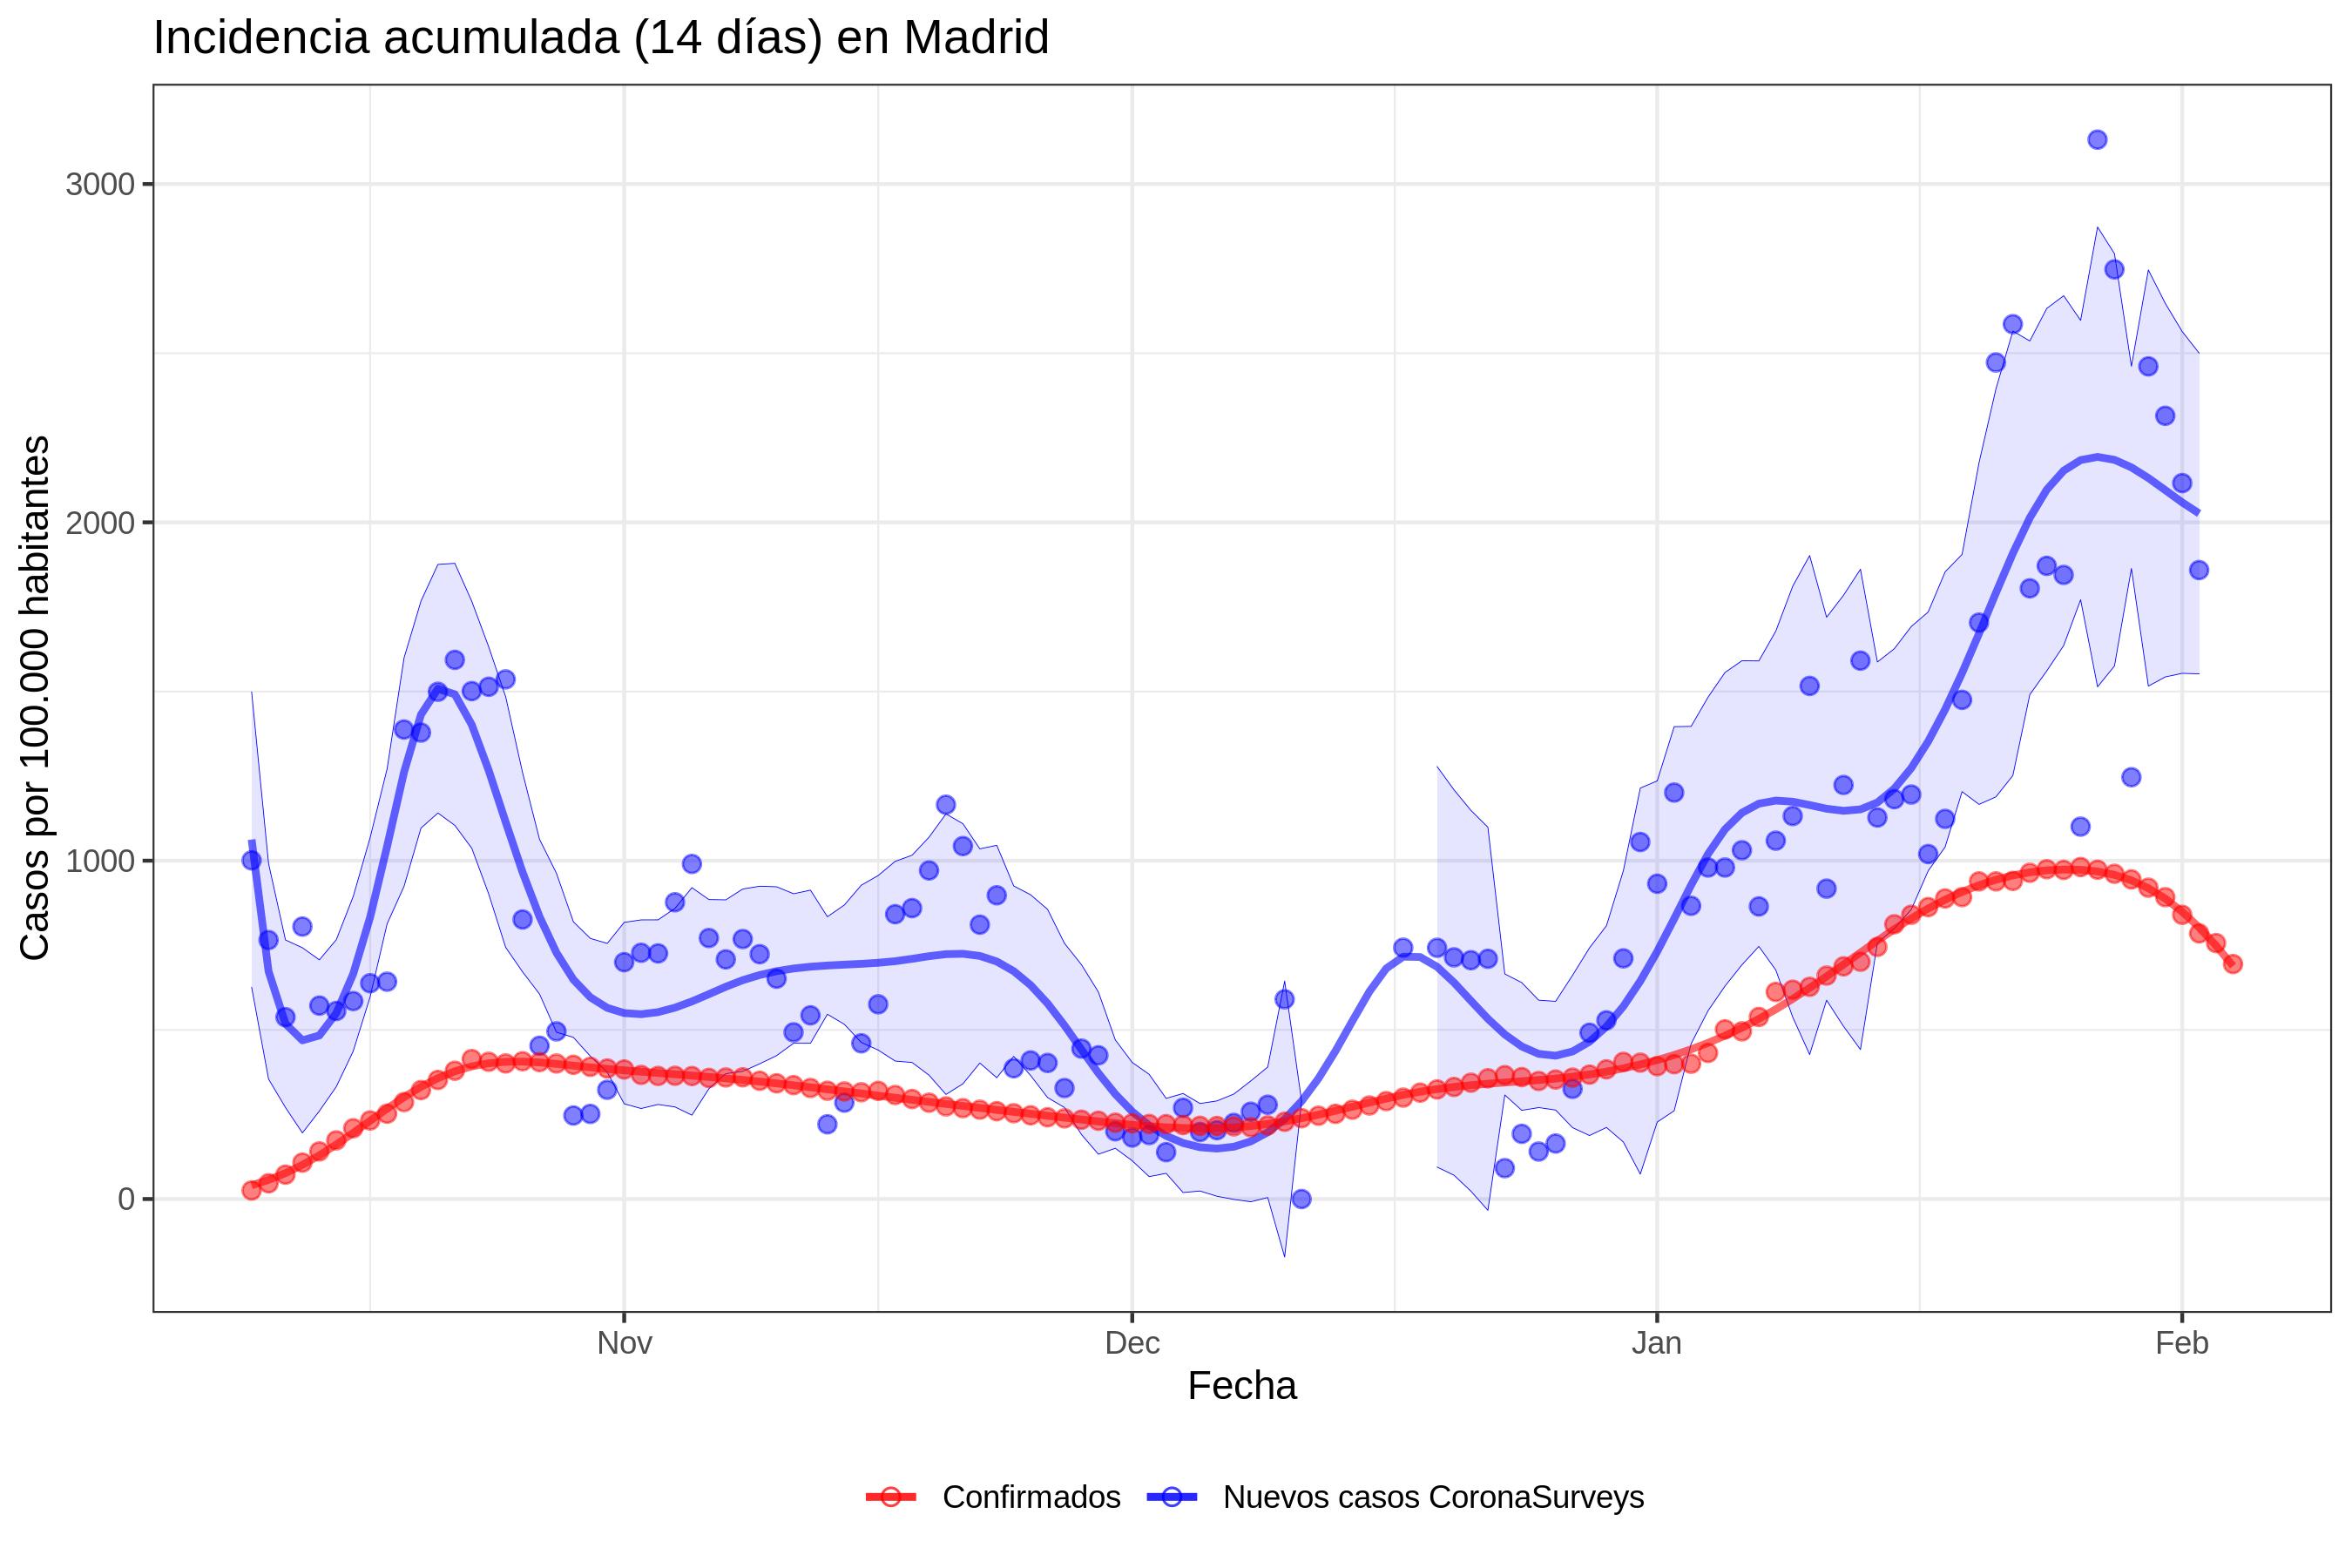 Incidencia acumulada (14 días) en Madrid
Casos por 100.000 habitantes
3000
2000
1000
0
Nov Dec Jan Feb
Fecha
Confirmados Nuevos casos CoronaSurveys